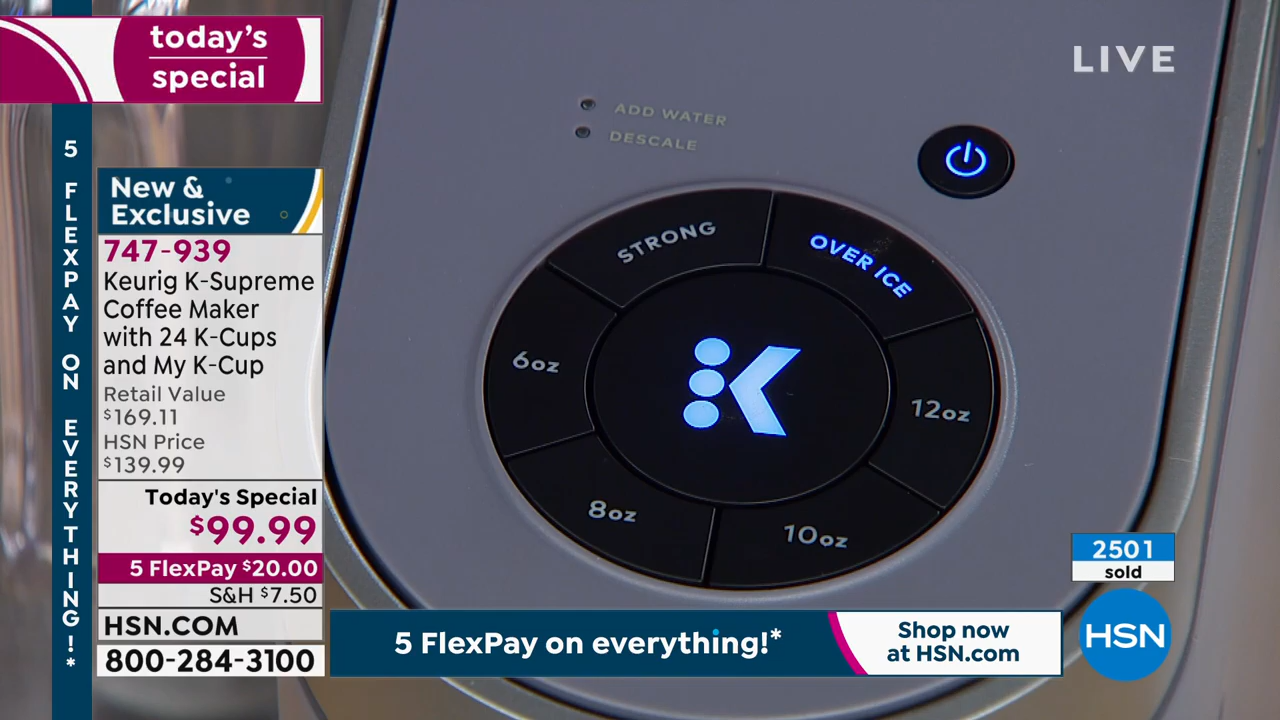 today's
special
LIVE
5 FLEXPAY ON EVERYTHING!*
New &
Exclusive
747-939
Keurig K-Supreme
Coffee Maker
with 24 K-Cups
and My K-Cup
Retail Value
$169.11
HSN Price
$139.99
Today's Special
$99.99
5 FlexPay $20.00
S&H $7.50
HSN.COM
800-284-3100
ADD WATER
DESCALE
STRONG
OVER ICE
6oz
12oz
8oz
10oz
K
2501
sold
5 FlexPay on everything!*
Shop now
at HSN.com
HSN